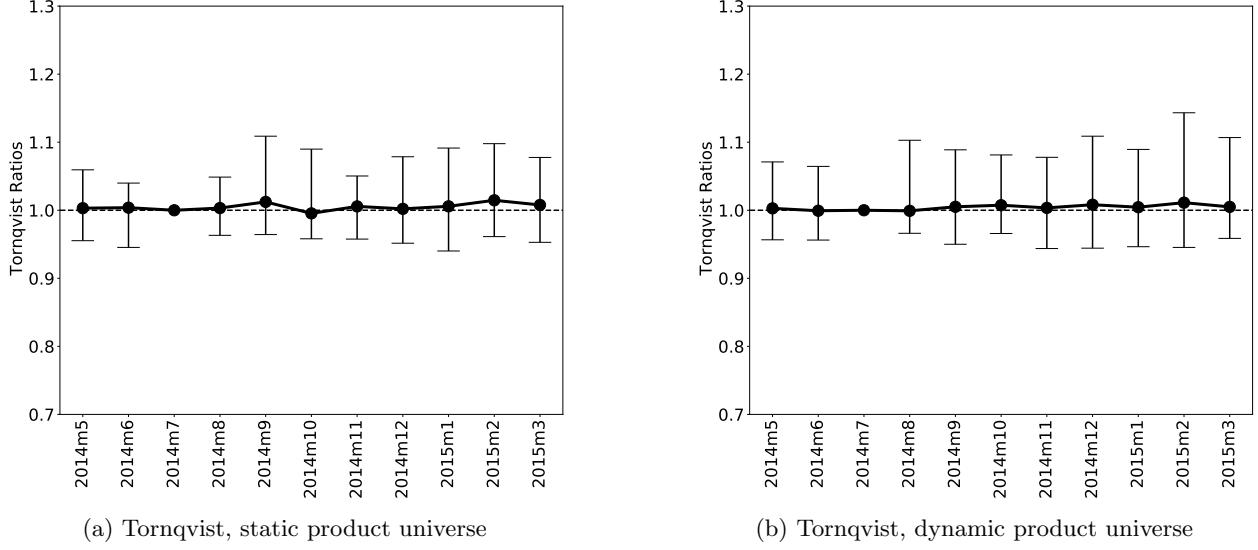 1.3
1.2
1.1
1.0
0.9
0.8
0.7
Tornqvist Ratios
2014m5
2014m6
2014m7
2014m8
2014m9
2014m10
2014m11
2014m12
2015m1
2015m2
2015m3
(a) Tornqvist, static product universe
1.3
1.2
1.1
1.0
0.9
0.8
0.7
Tornqvist Ratios
2014m5
2014m6
2014m7
2014m8
2014m9
2014m10
2014m11
2014m12
2015m1
2015m2
2015m3
(b) Tornqvist, dynamic product universe